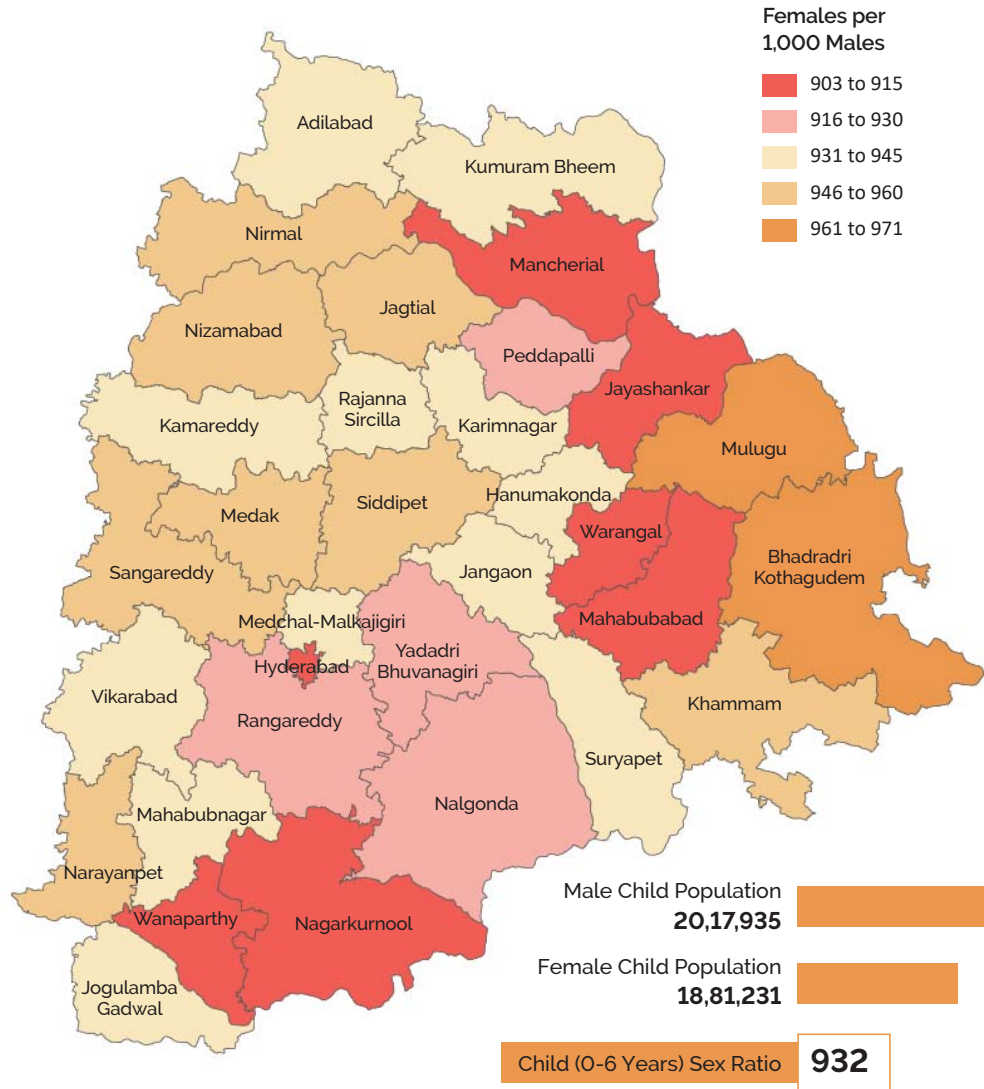 Females per
1,000 Males
903 to 915
916 to 930
931 to 945
946 to 960
961 to 971
Adilabad
Kumuram Bheem
Nirmal
Mancherial
Jagtial
Nizamabad
Peddapalli
Jayashankar
Rajanna
Sircilla
Kamareddy
Karimnagar
Mulugu
Hanumakonda
Siddipet
Medak
Warangal
Bhadradri
Kothagudem
Sangareddy
Jangaon
Mahabubabad
Medchal-Malkajigiri
Yadadri
Bhuvanagiri
Hyderabad
Vikarabad
Khammam
Rangareddy
Suryapet
Nalgonda
Mahabubnagar
Narayanpet
Wanaparthy
Nagarkurnool
Jogulamba
Gadwal
Male Child Population
20,17,935
Female Child Population
18,81,231
Child (0-6 Years) Sex Ratio 932